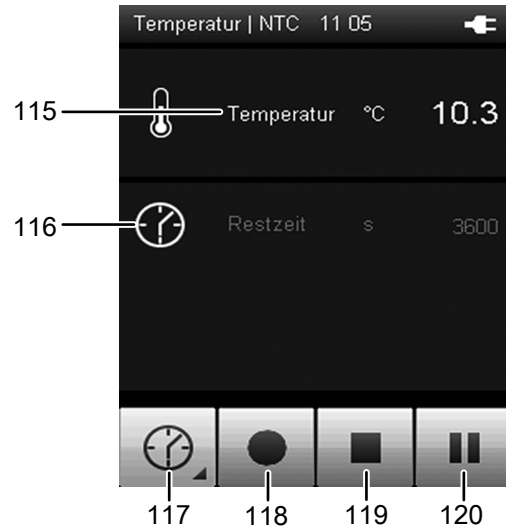 Temperatur | NTC 11 05
115 Temperatur °C 10.3
116 Restzeit s 3600
117 118 119 120